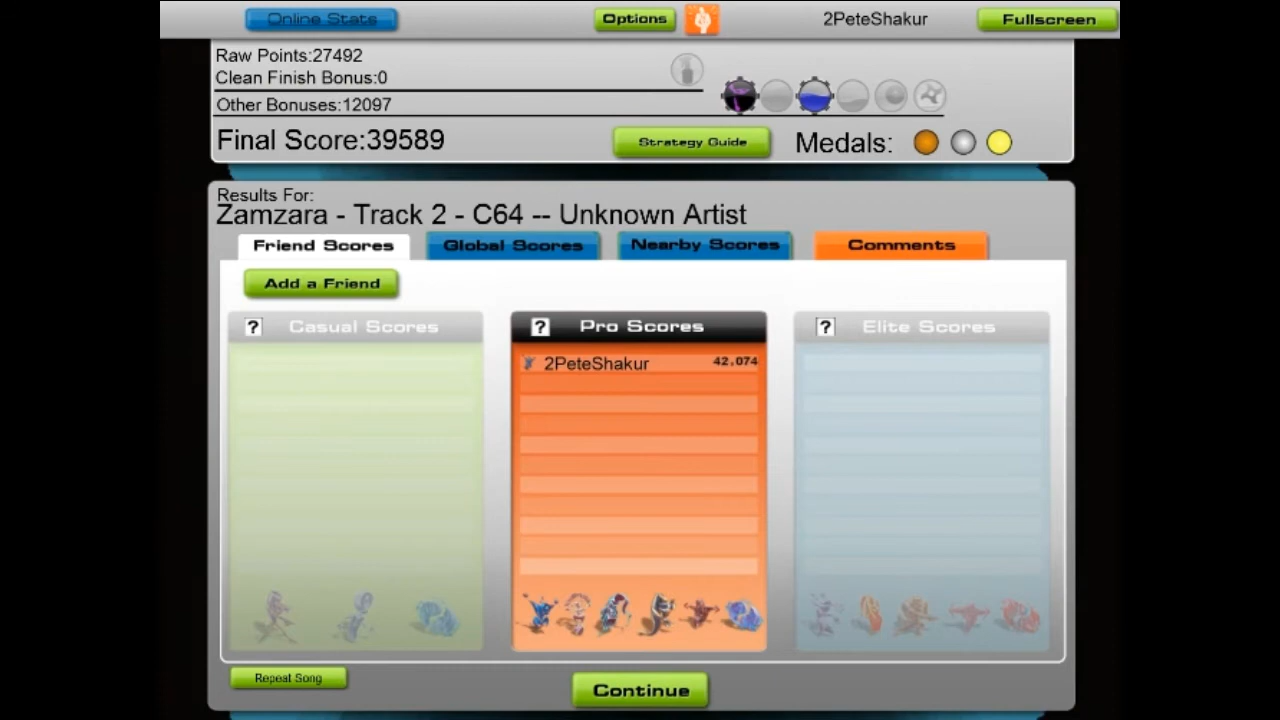 Online Stats
Options
2PeteShakur
Fullscreen
Raw Points:27492
Clean Finish Bonus:0
Other Bonuses:12097
Final Score:39589
Strategy Guide
Medals:
Results For:
Zamzara - Track 2 - C64 -- Unknown Artist
Friend Scores
Global Scores
Nearby Scores
Comments
Add a Friend
? Casual Scores
? Pro Scores
? Elite Scores
2PeteShakur 42,074
Repeat Song
Continue